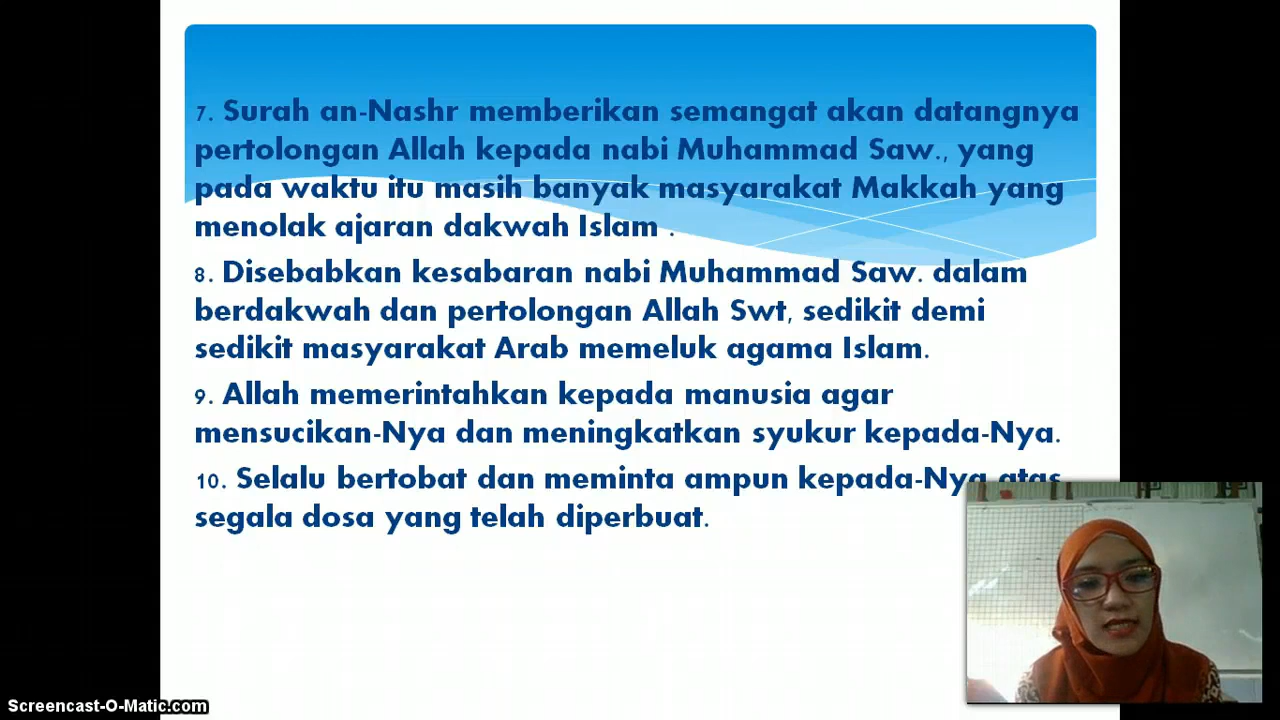 7. Surah an-Nashr memberikan semangat akan datangnya
pertolongan Allah kepada nabi Muhammad Saw., yang
pada waktu itu masih banyak masyarakat Makkah yang
menolak ajaran dakwah Islam .
8. Disebabkan kesabaran nabi Muhammad Saw. dalam
berdakwah dan pertolongan Allah Swt, sedikit demi
sedikit masyarakat Arab memeluk agama Islam.
9. Allah memerintahkan kepada manusia agar
mensucikan-Nya dan meningkatkan syukur kepada-Nya.
10. Selalu bertobat dan meminta ampun kepada-Nya atas
segala dosa yang telah diperbuat.
Screencast-O-Matic.com